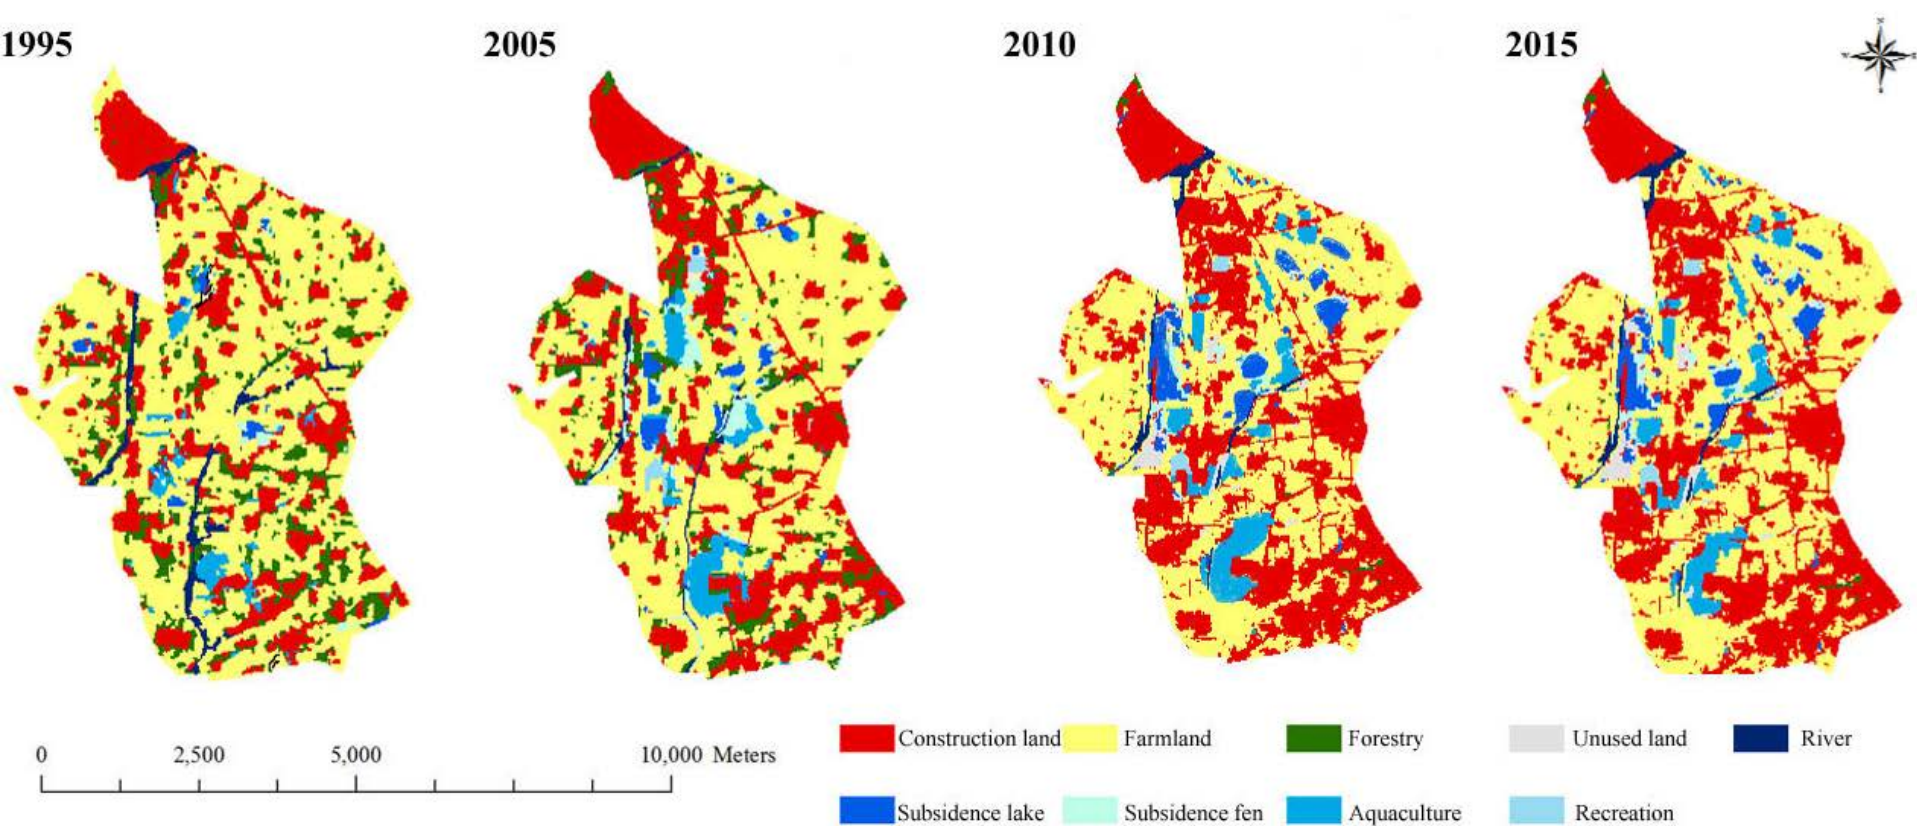 1995 2005 2010 2015
0 2,500 5,000 10,000 Meters
Construction land Farmland Forestry Unused land River
Subsidence lake Subsidence fen Aquaculture Recreation